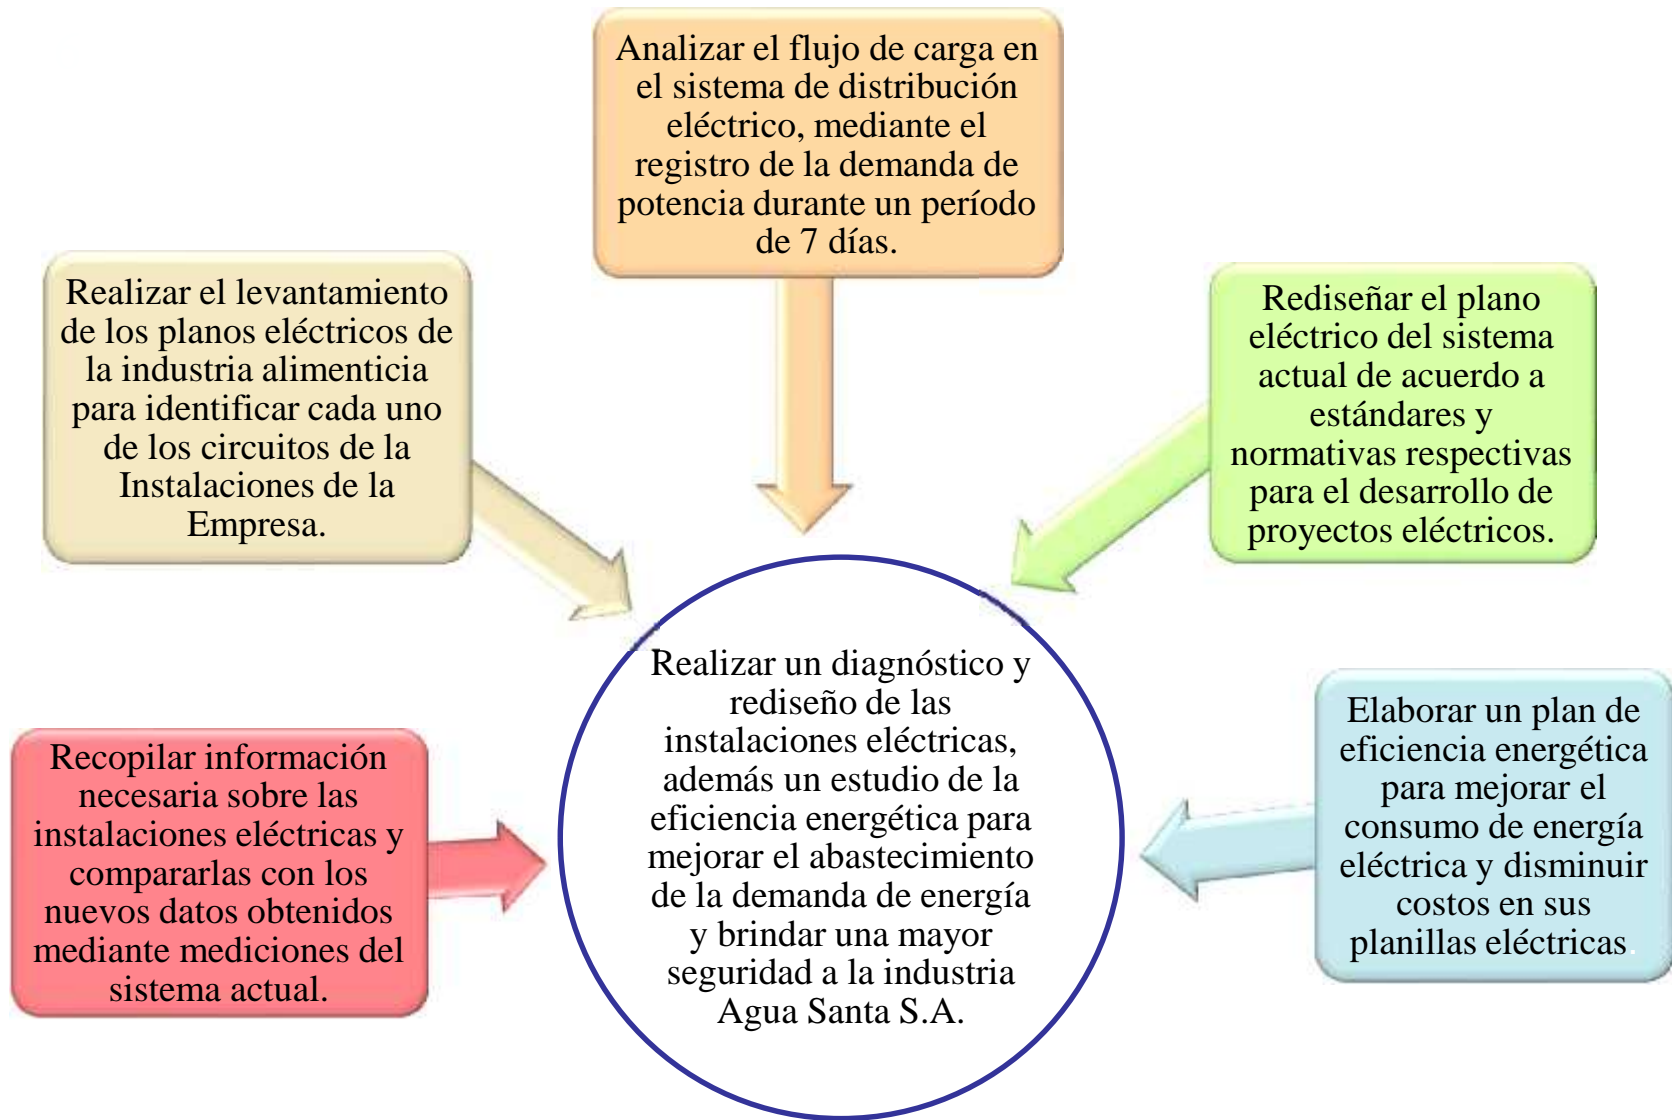 Analizar el flujo de carga en
el sistema de distribución
eléctrico, mediante el
registro de la demanda de
potencia durante un período
de 7 días.
Realizar el levantamiento
de los planos eléctricos de
la industria alimenticia
para identificar cada uno
de los circuitos de la
Instalaciones de la
Empresa.
Rediseñar el plano
eléctrico del sistema
actual de acuerdo a
estándares y
normativas respectivas
para el desarrollo de
proyectos eléctricos.
Recopilar información
necesaria sobre las
instalaciones eléctricas y
compararlas con los
nuevos datos obtenidos
mediante mediciones del
sistema actual.
Realizar un diagnóstico y
rediseño de las
instalaciones eléctricas,
además un estudio de la
eficiencia energética para
mejorar el abastecimiento
de la demanda de energía
y brindar una mayor
seguridad a la industria
Agua Santa S.A.
Elaborar un plan de
eficiencia energética
para mejorar el
consumo de energía
eléctrica y disminuir
costos en sus
planillas eléctricas.